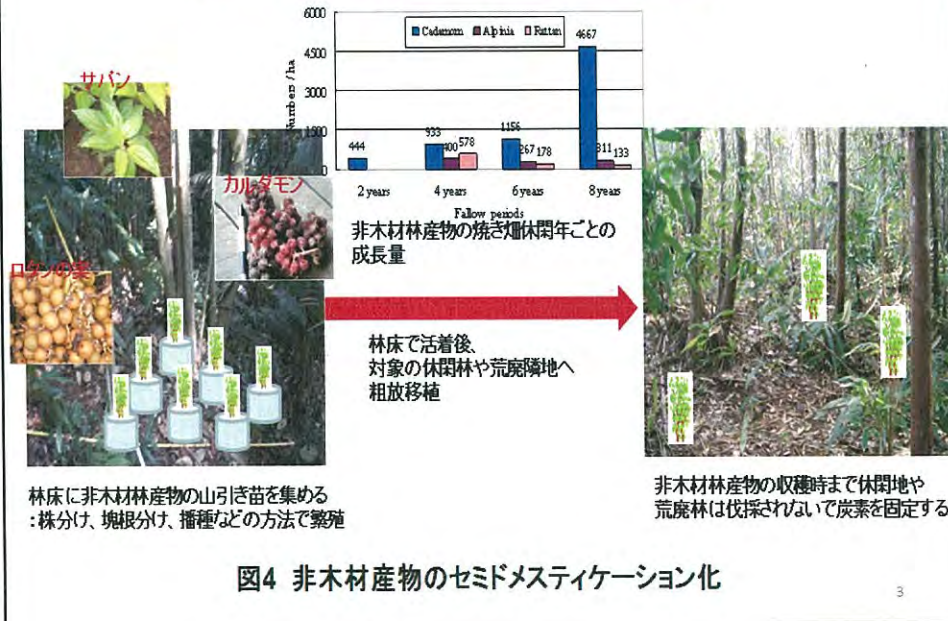 6000
4500
3000
1500
0
Numbers / ha
Cadamom Alpinia Rattan
444
933
400
578
1156
267
178
4667
311
133
2 years
4 years
6 years
8 years
Fallow periods
サバン
カルダモン
ロタンの実
非木材林産物の焼き畑休閑年ごとの
成長量
林床で活着後、
対象の休閑林や荒廃隣地へ
粗放移植
林床に非木材林産物の山引き苗を集める
:株分け、塊根分け、播種などの方法で繁殖
非木材林産物の収穫時まで休閑地や
荒廃林は伐採されないで炭素を固定する
図4 非木材産物のセミドメスティケーション化
3